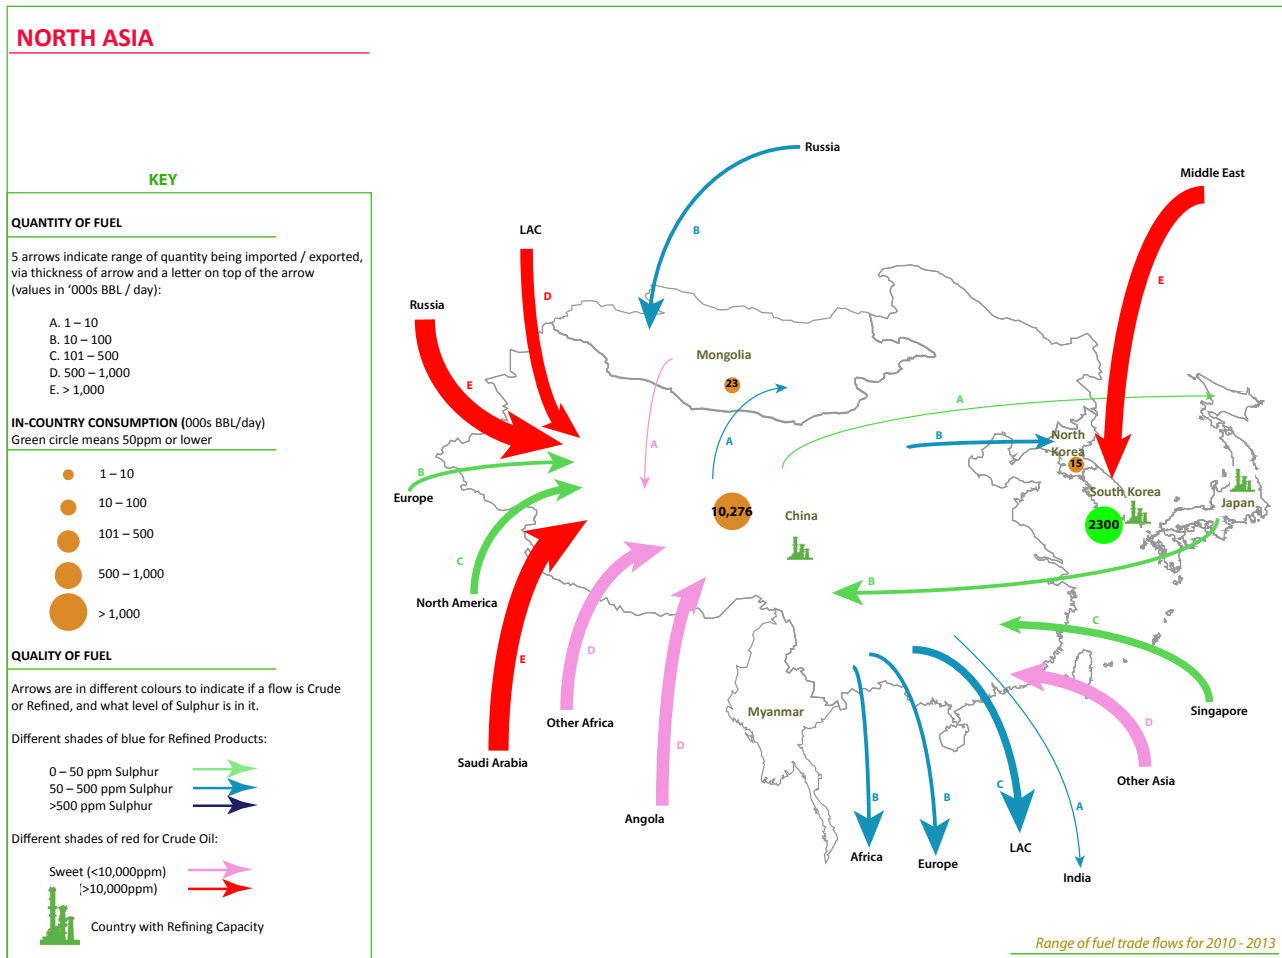 NORTH ASIA
KEY
QUANTITY OF FUEL
5 arrows indicate range of quantity being imported / exported,
via thickness of arrow and a letter on top of the arrow
(values in ‘000s BBL / day):
A. 1 – 10
B. 10 – 100
C. 101 – 500
D. 500 – 1,000
E. > 1,000
IN-COUNTRY CONSUMPTION (000s BBL/day)
Green circle means 50ppm or lower
1 – 10
10 – 100
101 – 500
500 – 1,000
> 1,000
QUALITY OF FUEL
Arrows are in different colours to indicate if a flow is Crude
or Refined, and what level of Sulphur is in it.
Different shades of blue for Refined Products:
0 – 50 ppm Sulphur
50 – 500 ppm Sulphur
>500 ppm Sulphur
Different shades of red for Crude Oil:
Sweet (<10,000ppm)
(>10,000ppm)
Country with Refining Capacity
Russia
B
Middle East
E
LAC
D
Russia
E
Mongolia
23
A
A
A
B
North
Korea
15
Europe
B
South Korea
2300
Japan
10,276
China
North America
C
B
C
Singapore
Saudi Arabia
E
Other Africa
D
Angola
D
Myanmar
Other Asia
D
B
Africa
B
Europe
C
LAC
A
India
Range of fuel trade flows for 2010 - 2013